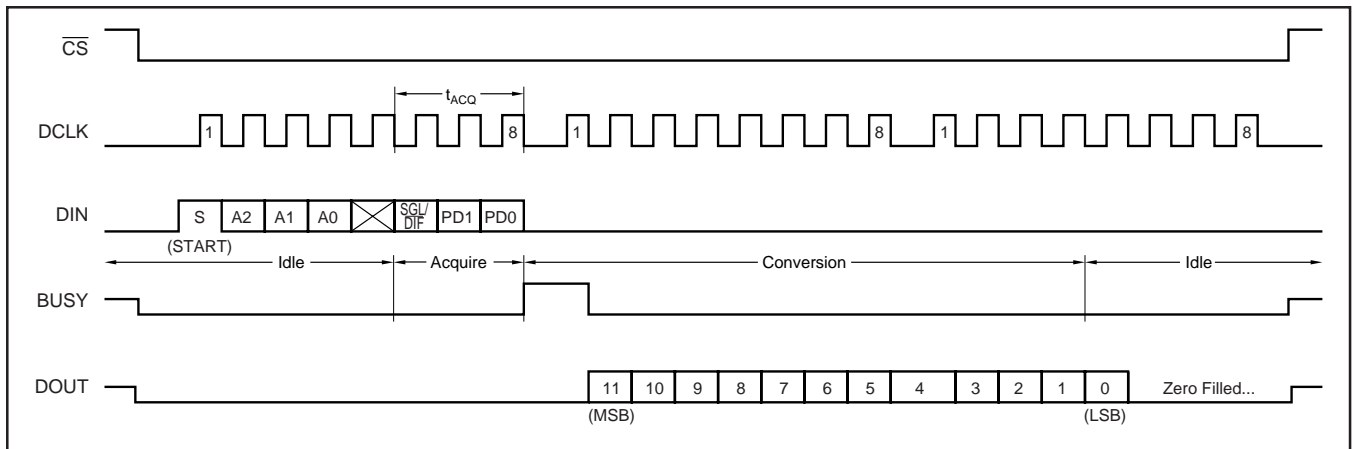 CS
tACQ
DCLK 1 8 1 8 1 8
DIN S A2 A1 A0 SGL/ DIF PD1 PD0
(START)
Idle Acquire Conversion Idle
BUSY
DOUT 11 10 9 8 7 6 5 4 3 2 1 0 Zero Filled...
(MSB) (LSB)